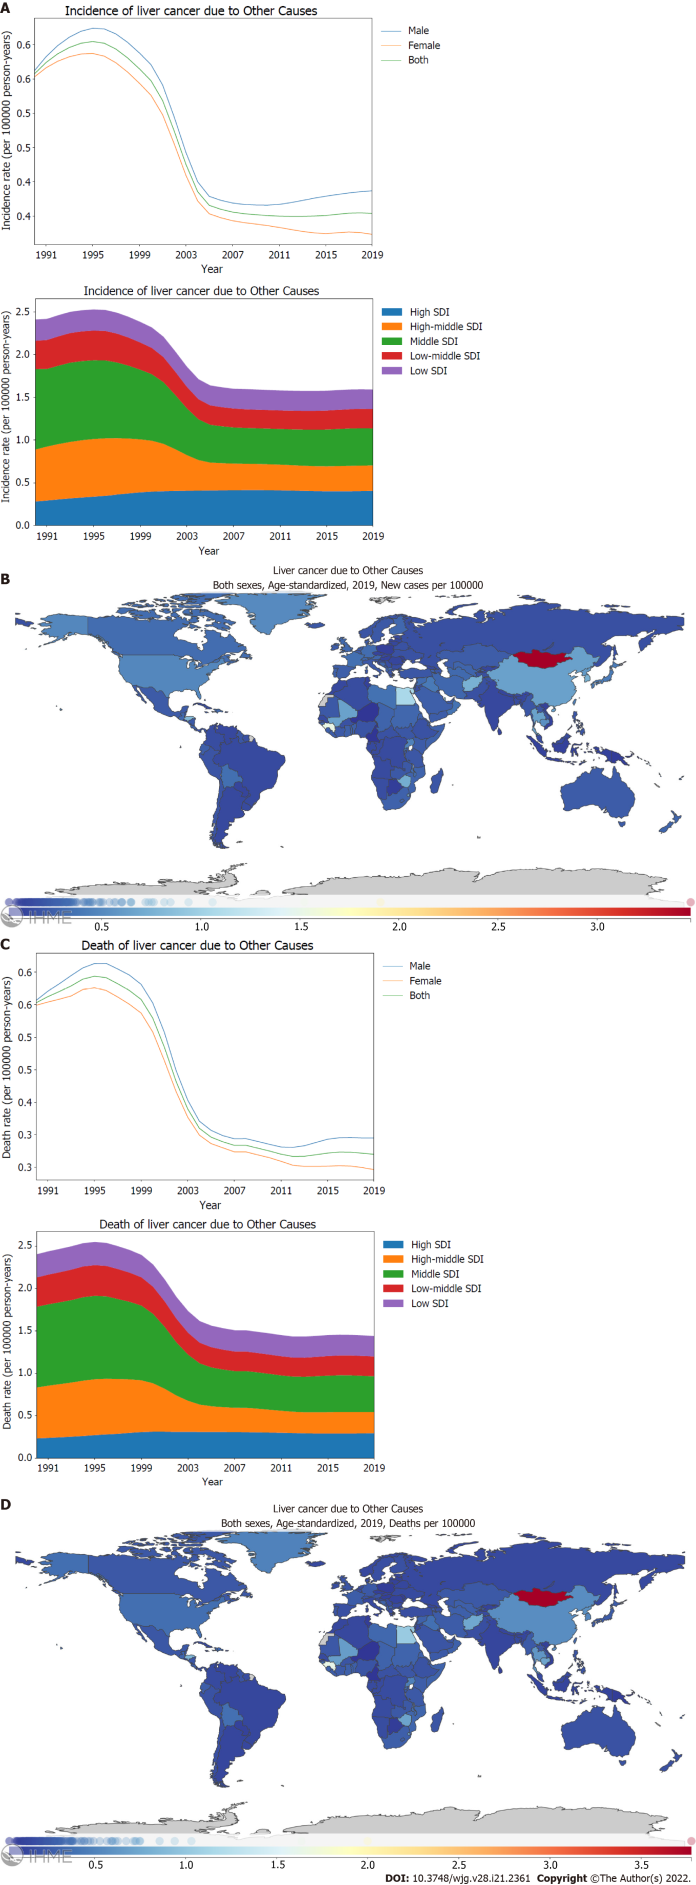 A
Incidence of liver cancer due to Other Causes
Incidence rate (per 100000 person-years)
0.6
0.6
0.5
0.5
0.4
0.4
1991 1995 1999 2003 2007 2011 2015 2019
Year
Male
Female
Both
Incidence of liver cancer due to Other Causes
Incidence rate (per 100000 person-years)
2.5
2.0
1.5
1.0
0.5
0.0
1991 1995 1999 2003 2007 2011 2015 2019
Year
High SDI
High-middle SDI
Middle SDI
Low-middle SDI
Low SDI
B
Liver cancer due to Other Causes
Both sexes, Age-standardized, 2019, New cases per 100000
IHME
0.5 1.0 1.5 2.0 2.5 3.0
C
Death of liver cancer due to Other Causes
Death rate (per 100000 person-years)
0.6
0.6
0.5
0.5
0.4
0.3
0.3
1991 1995 1999 2003 2007 2011 2015 2019
Year
Male
Female
Both
Death of liver cancer due to Other Causes
Death rate (per 100000 person-years)
2.5
2.0
1.5
1.0
0.5
0.0
1991 1995 1999 2003 2007 2011 2015 2019
Year
High SDI
High-middle SDI
Middle SDI
Low-middle SDI
Low SDI
D
Liver cancer due to Other Causes
Both sexes, Age-standardized, 2019, Deaths per 100000
IHME
0.5 1.0 1.5 2.0 2.5 3.0 3.5
DOI: 10.3748/wjg.v28.i21.2361 Copyright ©The Author(s) 2022.